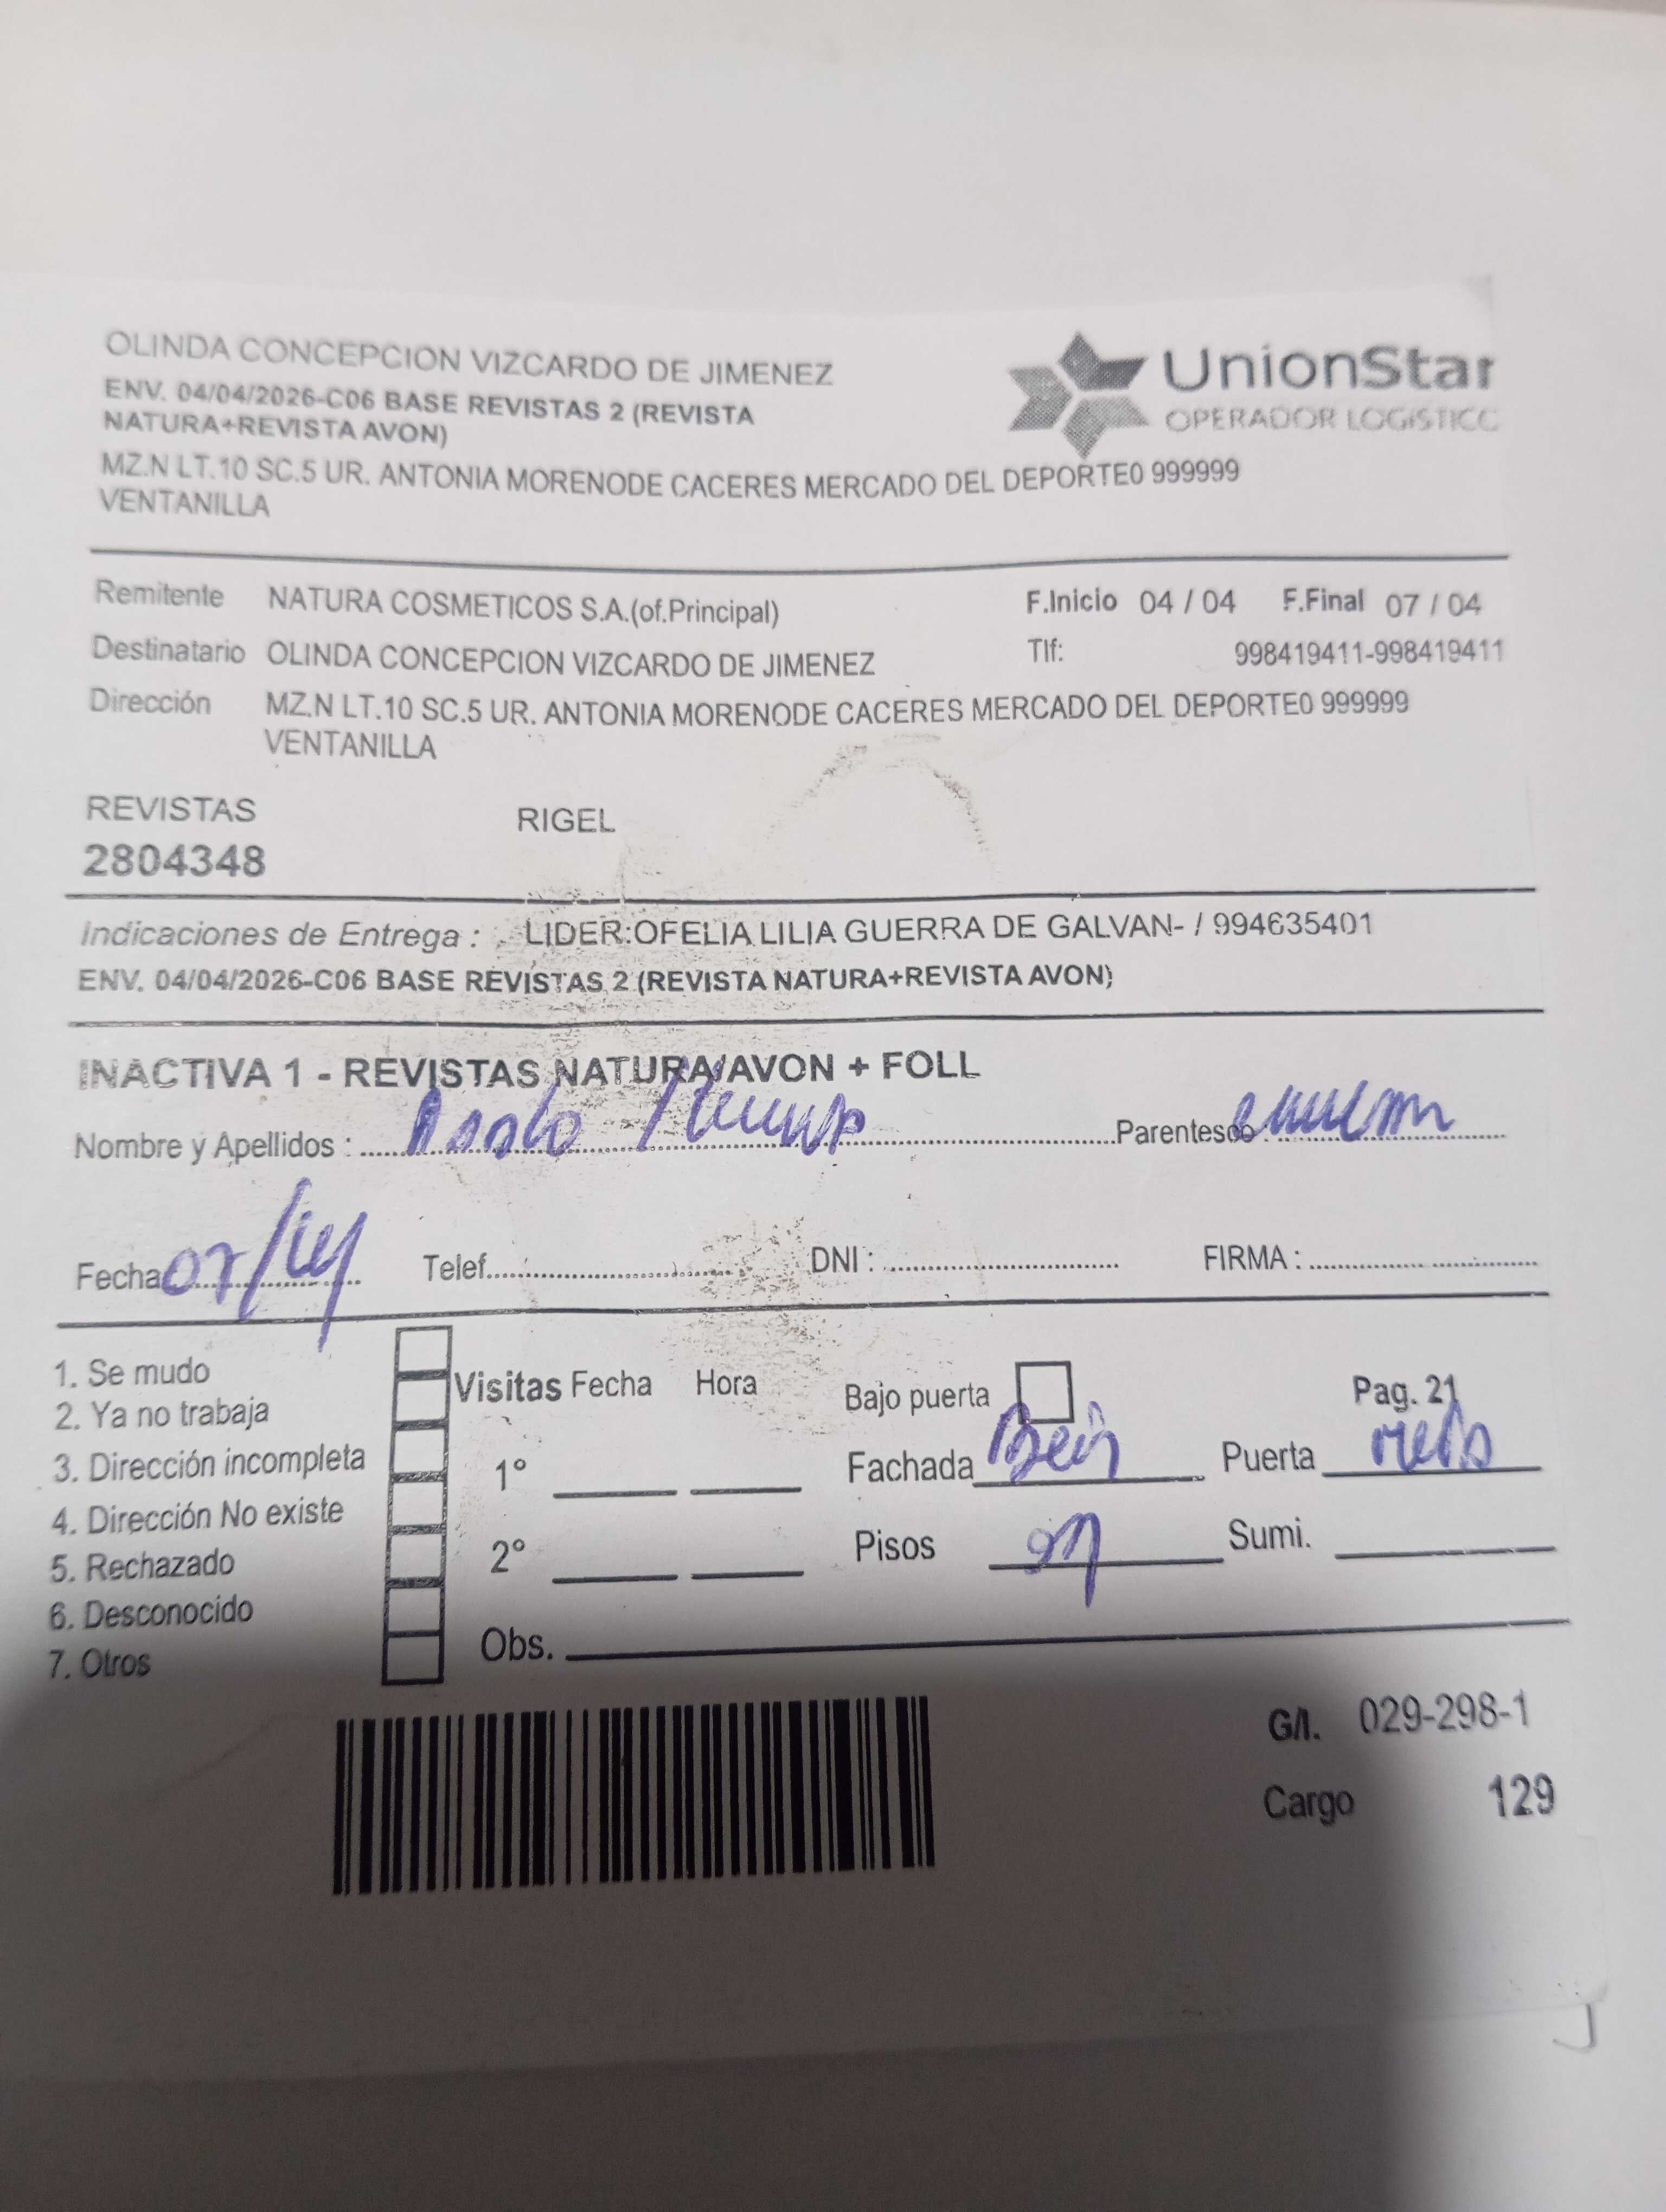 OLINDA CONCEPCION VIZCARDO DE JIMENEZ
UnionStar
ENV. 04/04/2026-C06 BASE REVISTAS 2 (REVISTA
NATURA+REVISTA AVON)
OPERADOR LOGÍSTICO
MZ.N LT.10 SC.5 UR. ANTONIA MORENODE CACERES MERCADO DEL DEPORTE0 999999
VENTANILLA
Remitente NATURA COSMETICOS S.A.(of.Principal) F.Inicio 04 / 04 F.Final 07 / 04
Destinatario OLINDA CONCEPCION VIZCARDO DE JIMENEZ Tlf: 998419411-998419411
Dirección MZ.N LT.10 SC.5 UR. ANTONIA MORENODE CACERES MERCADO DEL DEPORTE0 999999
VENTANILLA
REVISTAS RIGEL
2804348
Indicaciones de Entrega : LIDER:OFELIA LILIA GUERRA DE GALVAN- / 994635401
ENV. 04/04/2026-C06 BASE REVISTAS 2 (REVISTA NATURA+REVISTA AVON)
INACTIVA 1 - REVISTAS NATURA/AVON + FOLL
Nombre y Apellidos : Parentesco :
Fecha 07/04 Telef. DNI : FIRMA :
1. Se mudo
2. Ya no trabaja
3. Dirección incompleta
4. Dirección No existe
5. Rechazado
6. Desconocido
7. Otros
Visitas Fecha Hora
1°
2°
Obs.
Bajo puerta Pag. 21
Fachada Puerta
Pisos Sumi.
G/I. 029-298-1
Cargo 129